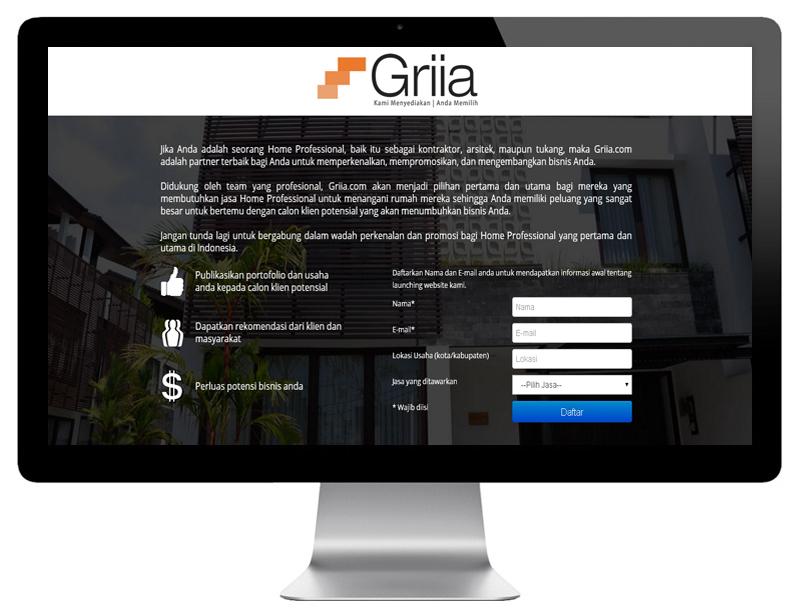 Griia
Kami Menyediakan | Anda Memilih
Jika Anda adalah seorang Home Professional, baik itu sebagai kontraktor, arsitek, maupun tukang, maka Griia.com
adalah partner terbaik bagi Anda untuk memperkenalkan, mempromosikan, dan mengembangkan bisnis Anda.
Didukung oleh team yang profesional, Griia.com akan menjadi pilihan pertama dan utama bagi mereka yang
membutuhkan jasa Home Professional untuk menangani rumah mereka sehingga Anda memiliki peluang yang sangat
besar untuk bertemu dengan calon klien potensial yang akan menumbuhkan bisnis Anda.
Jangan tunda lagi untuk bergabung dalam wadah perkenalan dan promosi bagi Home Professional yang pertama dan
utama di Indonesia.
Publikasikan portofolio dan usaha
anda kepada calon klien potensial
Dapatkan rekomendasi dari klien dan
masyarakat
$ Perluas potensi bisnis anda
Daftarkan Nama dan E-mail anda untuk mendapatkan informasi awal tentang
launching website kami.
Nama* Nama
E-mail* E-mail
Lokasi Usaha (kota/kabupaten) Lokasi
Jasa yang ditawarkan --Pilih Jasa--
* Wajib diisi Daftar